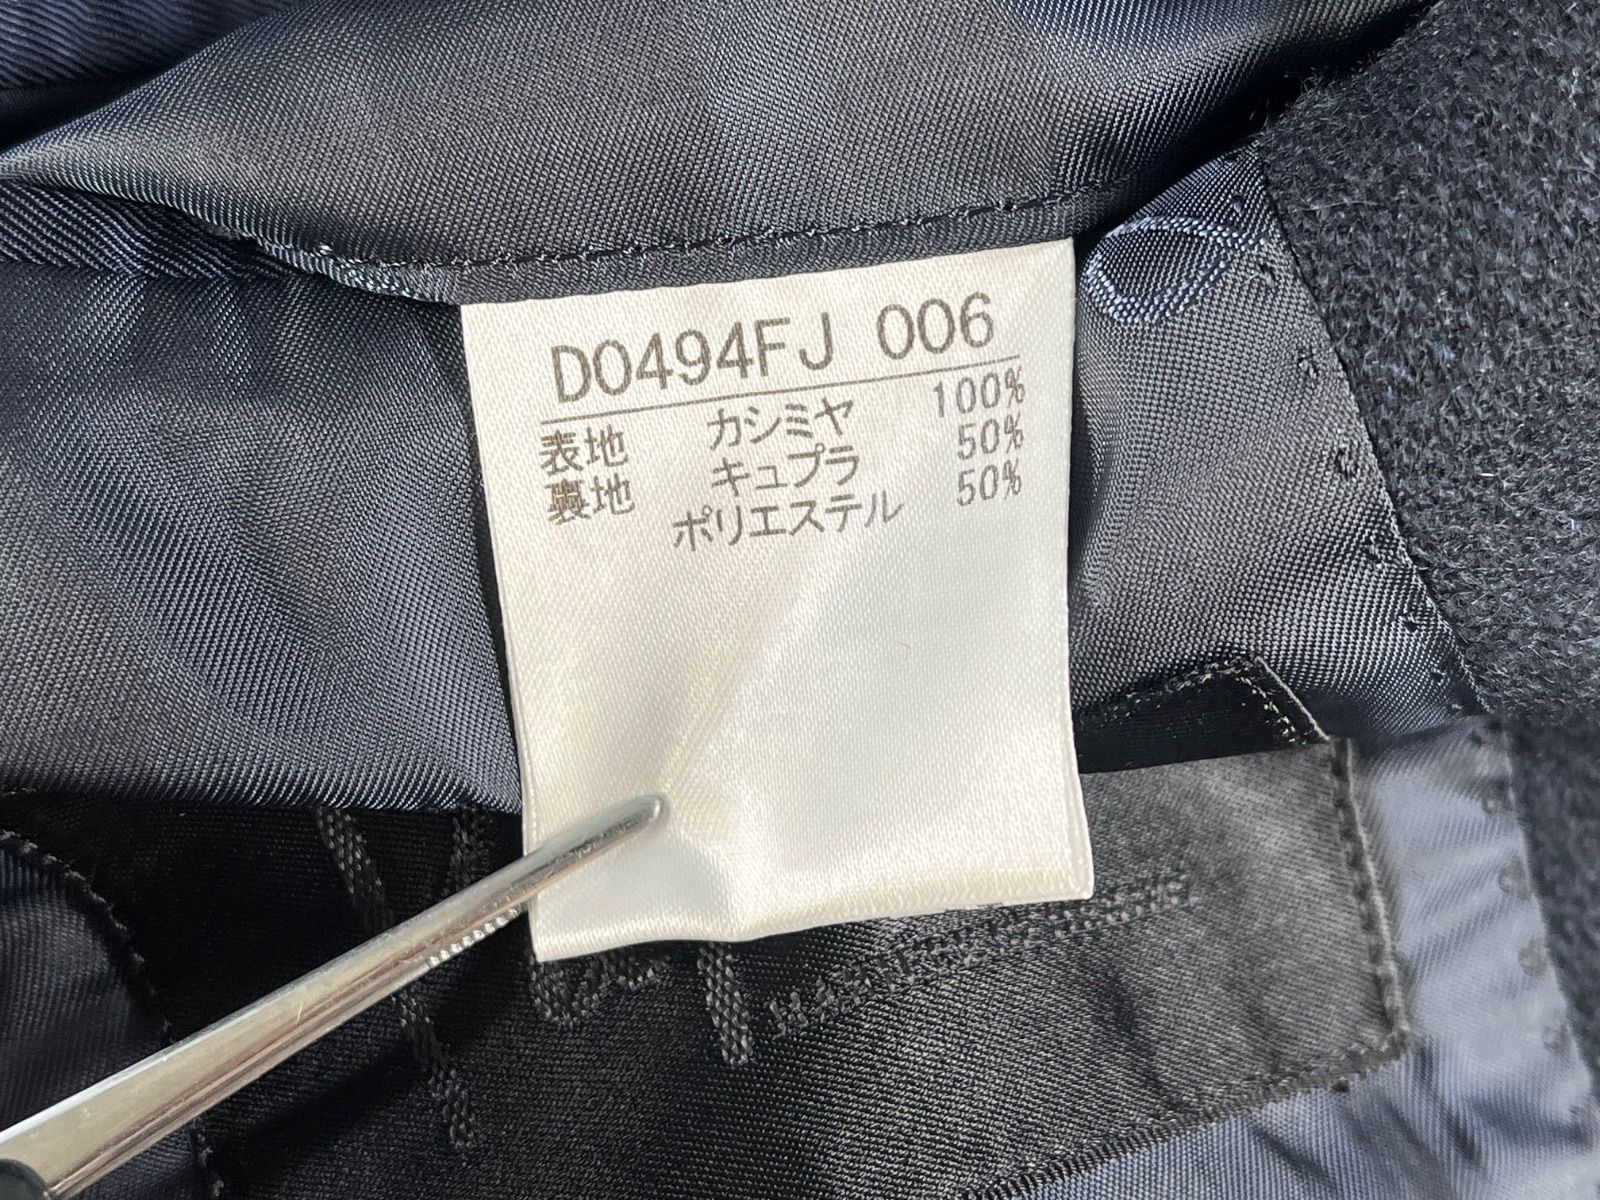 D0494FJ 006
表地 カシミヤ 100%
裏地 キュプラ 50%
ポリエステル 50%